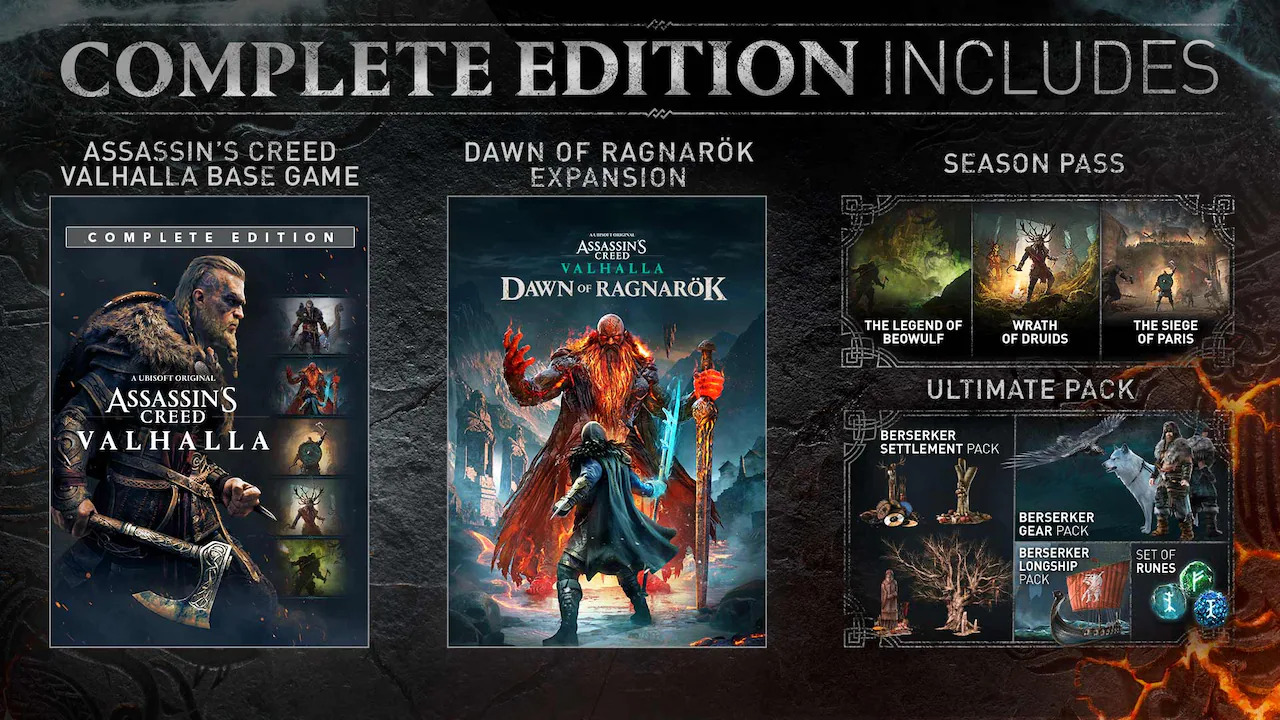 COMPLETE EDITION INCLUDES
ASSASSIN'S CREED
VALHALLA BASE GAME
COMPLETE EDITION
A UBISOFT ORIGINAL
ASSASSIN'S
CREED
VALHALLA
DAWN OF RAGNARÖK
EXPANSION
A UBISOFT ORIGINAL
ASSASSIN'S
CREED
VALHALLA
DAWN OF RAGNARÖK
SEASON PASS
THE LEGEND OF
BEOWULF
WRATH
OF DRUIDS
THE SIEGE
OF PARIS
ULTIMATE PACK
BERSERKER
SETTLEMENT PACK
BERSERKER
GEAR PACK
BERSERKER
LONGSHIP
PACK
SET OF
RUNES